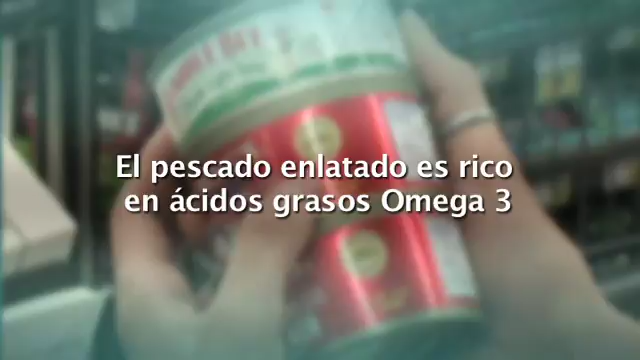 El pescado enlatado es rico
en ácidos grasos Omega 3